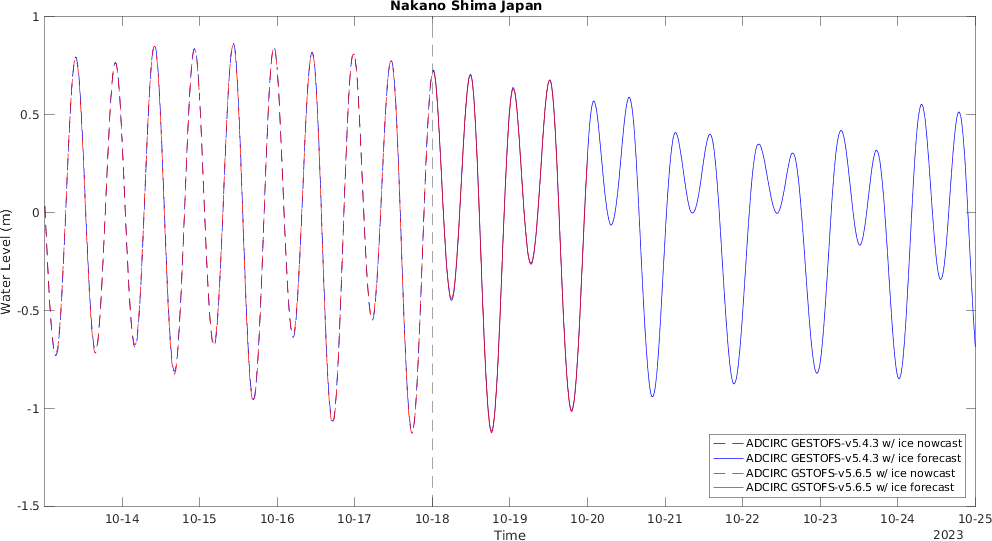 Nakano Shima Japan
1
0.5
0
-0.5
-1
-1.5
Water Level (m)
ADCIRC GESTOFS-v5.4.3 w/ ice nowcast
ADCIRC GESTOFS-v5.4.3 w/ ice forecast
ADCIRC GSTOFS-v5.6.5 w/ ice nowcast
ADCIRC GSTOFS-v5.6.5 w/ ice forecast
10-14 10-15 10-16 10-17 10-18 10-19 10-20 10-21 10-22 10-23 10-24 10-25
Time
2023